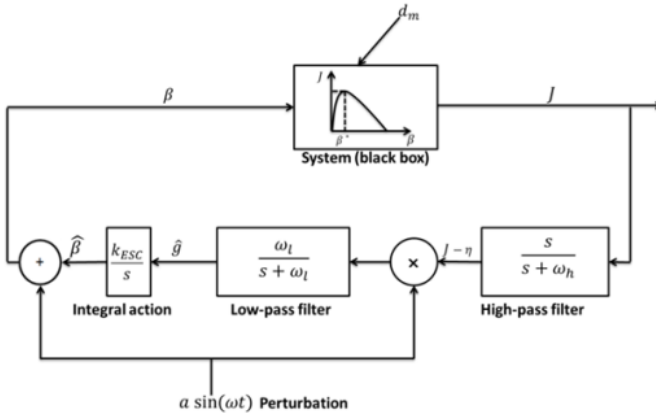 d_m
β
J
J
β*
β
System (black box)
β̂
k_ESC
s
ĝ
ω_l
s + ω_l
J − η
s
s + ω_h
+
×
Integral action
Low-pass filter
High-pass filter
a sin(ωt) Perturbation